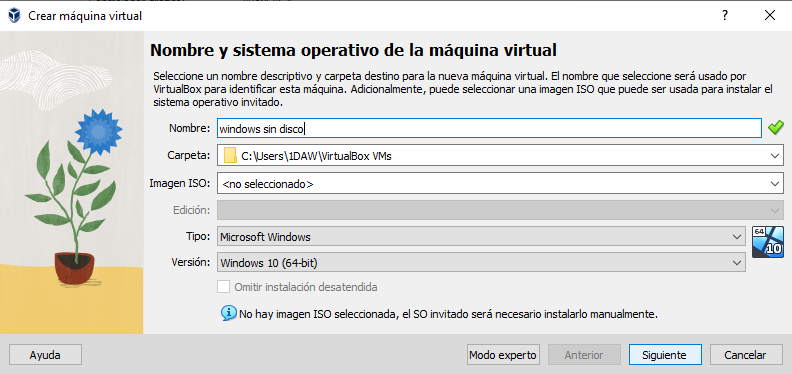 Crear máquina virtual
Nombre y sistema operativo de la máquina virtual
Seleccione un nombre descriptivo y carpeta destino para la nueva máquina virtual. El nombre que seleccione será usado por
VirtualBox para identificar esta máquina. Adicionalmente, puede seleccionar una imagen ISO que puede ser usada para instalar el
sistema operativo invitado.
Nombre: windows sin disco
Carpeta: C:\Users\1DAW\VirtualBox VMs
Imagen ISO: <no seleccionado>
Edición:
Tipo: Microsoft Windows
64
10
Versión: Windows 10 (64-bit)
Omitir instalación desatendida
No hay imagen ISO seleccionada, el SO invitado será necesario instalarlo manualmente.
Ayuda Modo experto Anterior Siguiente Cancelar